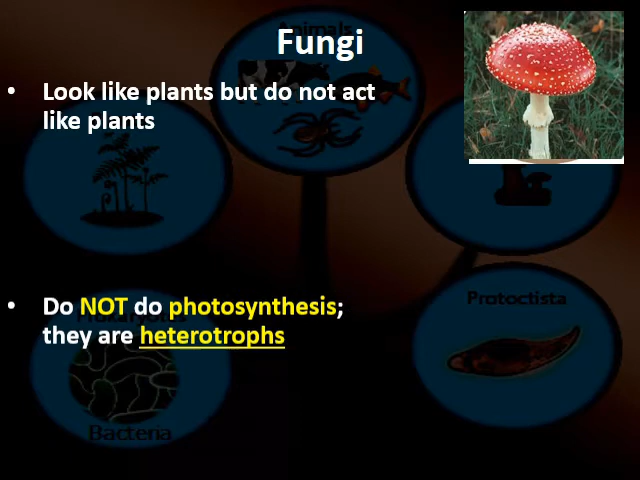 Animals
Fungi
• Look like plants but do not act
like plants
• Do NOT do photosynthesis;
they are heterotrophs
Protoctista
Bacteria